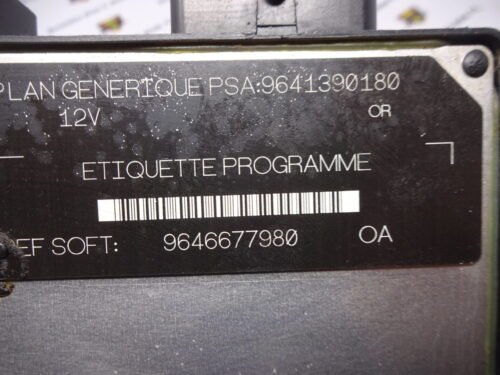 PLAN GENERIQUE PSA:9641390180
12V OR
ETIQUETTE PROGRAMME
EF SOFT: 9646677980 OA